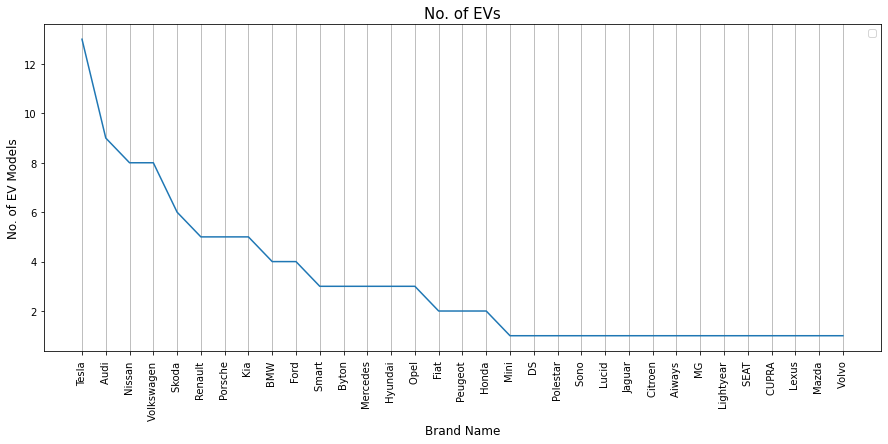 No. of EVs
No. of EV Models
12
10
8
6
4
2
Tesla
Audi
Nissan
Volkswagen
Skoda
Renault
Porsche
Kia
BMW
Ford
Smart
Byton
Mercedes
Hyundai
Opel
Fiat
Peugeot
Honda
Mini
DS
Polestar
Sono
Lucid
Jaguar
Citroen
Aiways
MG
Lightyear
SEAT
CUPRA
Lexus
Mazda
Volvo
Brand Name